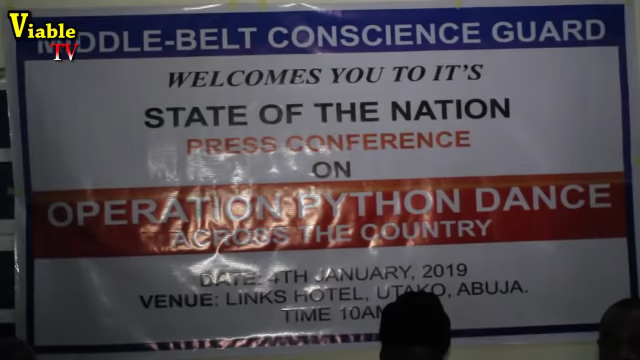 Viable
TV
MIDDLE-BELT CONSCIENCE GUARD
WELCOMES YOU TO IT'S
STATE OF THE NATION
PRESS CONFERENCE
ON
OPERATION PYTHON DANCE
ACROSS THE COUNTRY
DATE: 4TH JANUARY, 2019
VENUE: LINKS HOTEL, UTAKO, ABUJA.
TIME 10AM